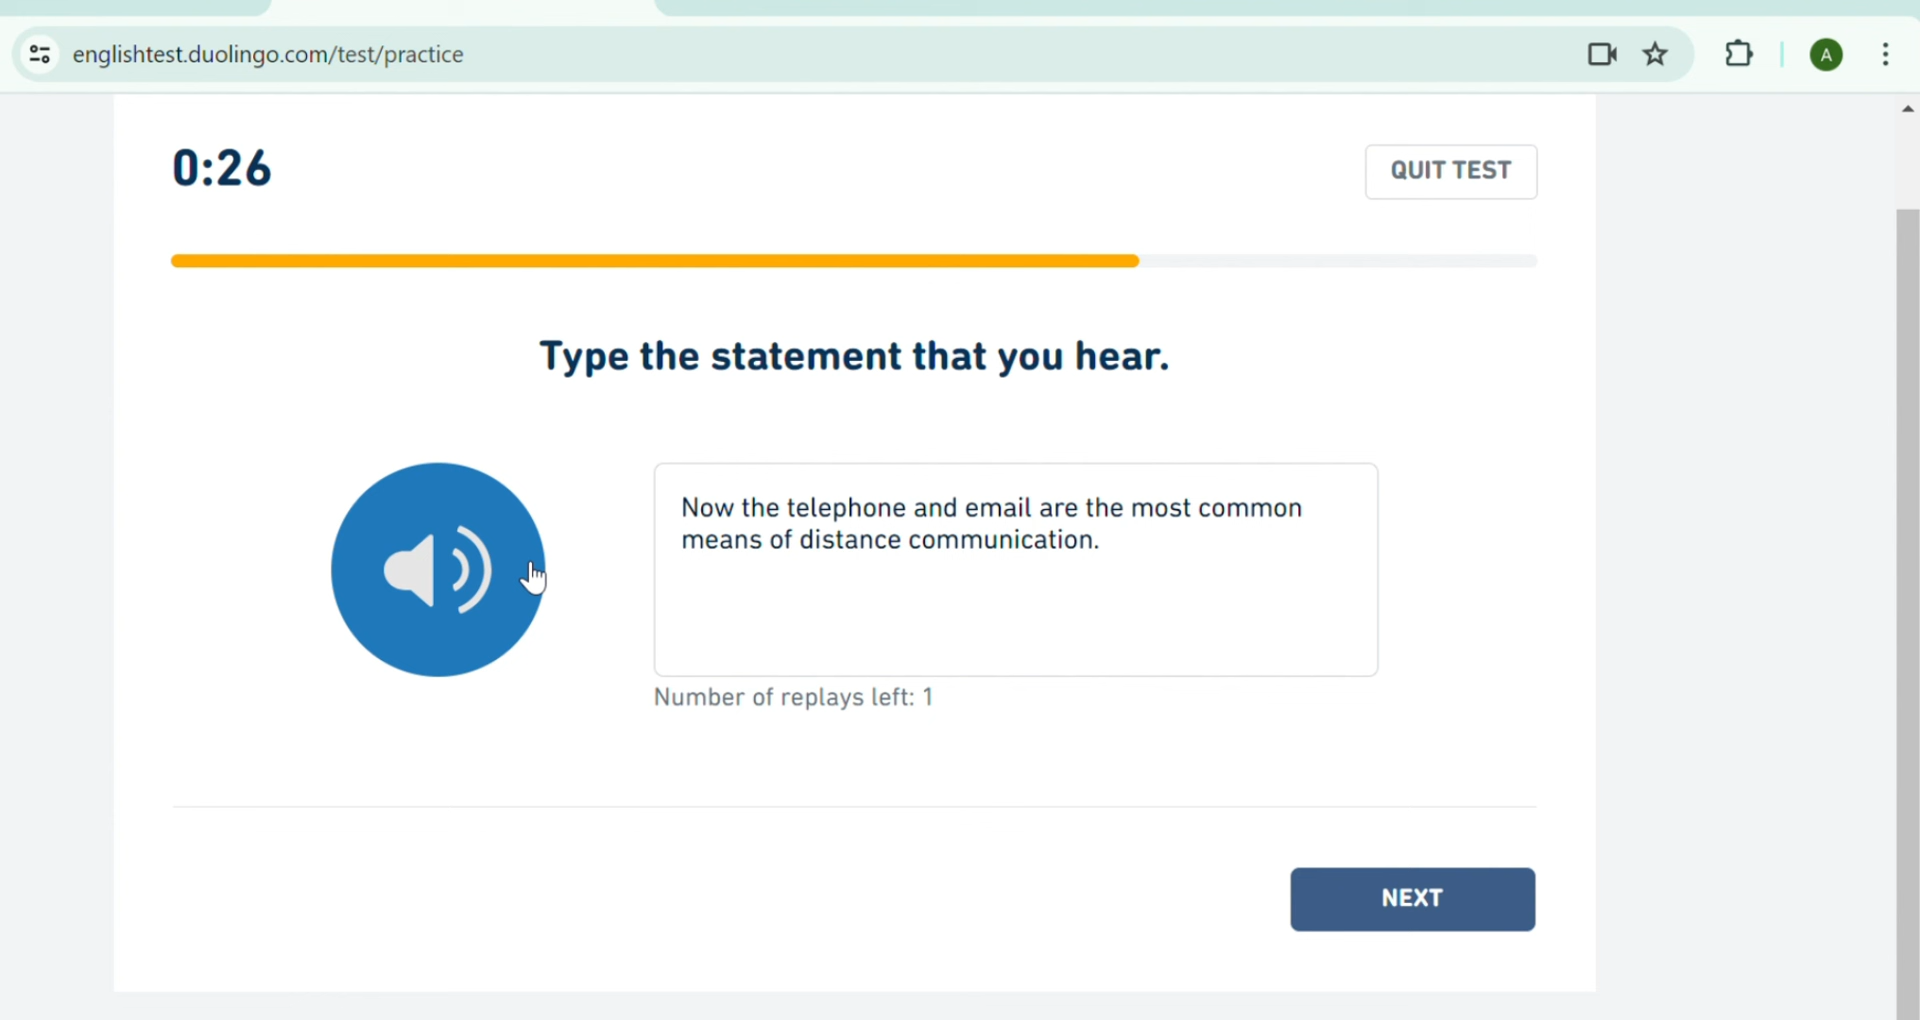 englishtest.duolingo.com/test/practice
A
0:26
QUIT TEST
Type the statement that you hear.
Now the telephone and email are the most common
means of distance communication.
Number of replays left: 1
NEXT